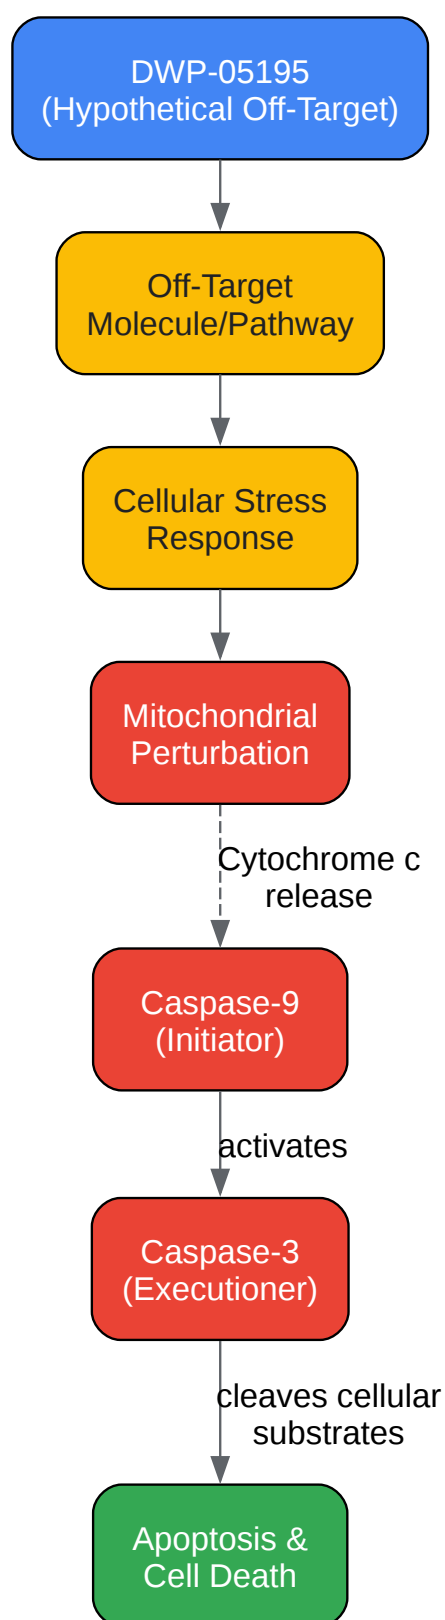 DWP-05195
(Hypothetical Off-Target)
Off-Target
Molecule/Pathway
Cellular Stress
Response
Mitochondrial
Perturbation
Cytochrome c
release
Caspase-9
(Initiator)
activates
Caspase-3
(Executioner)
cleaves cellular
substrates
Apoptosis &
Cell Death